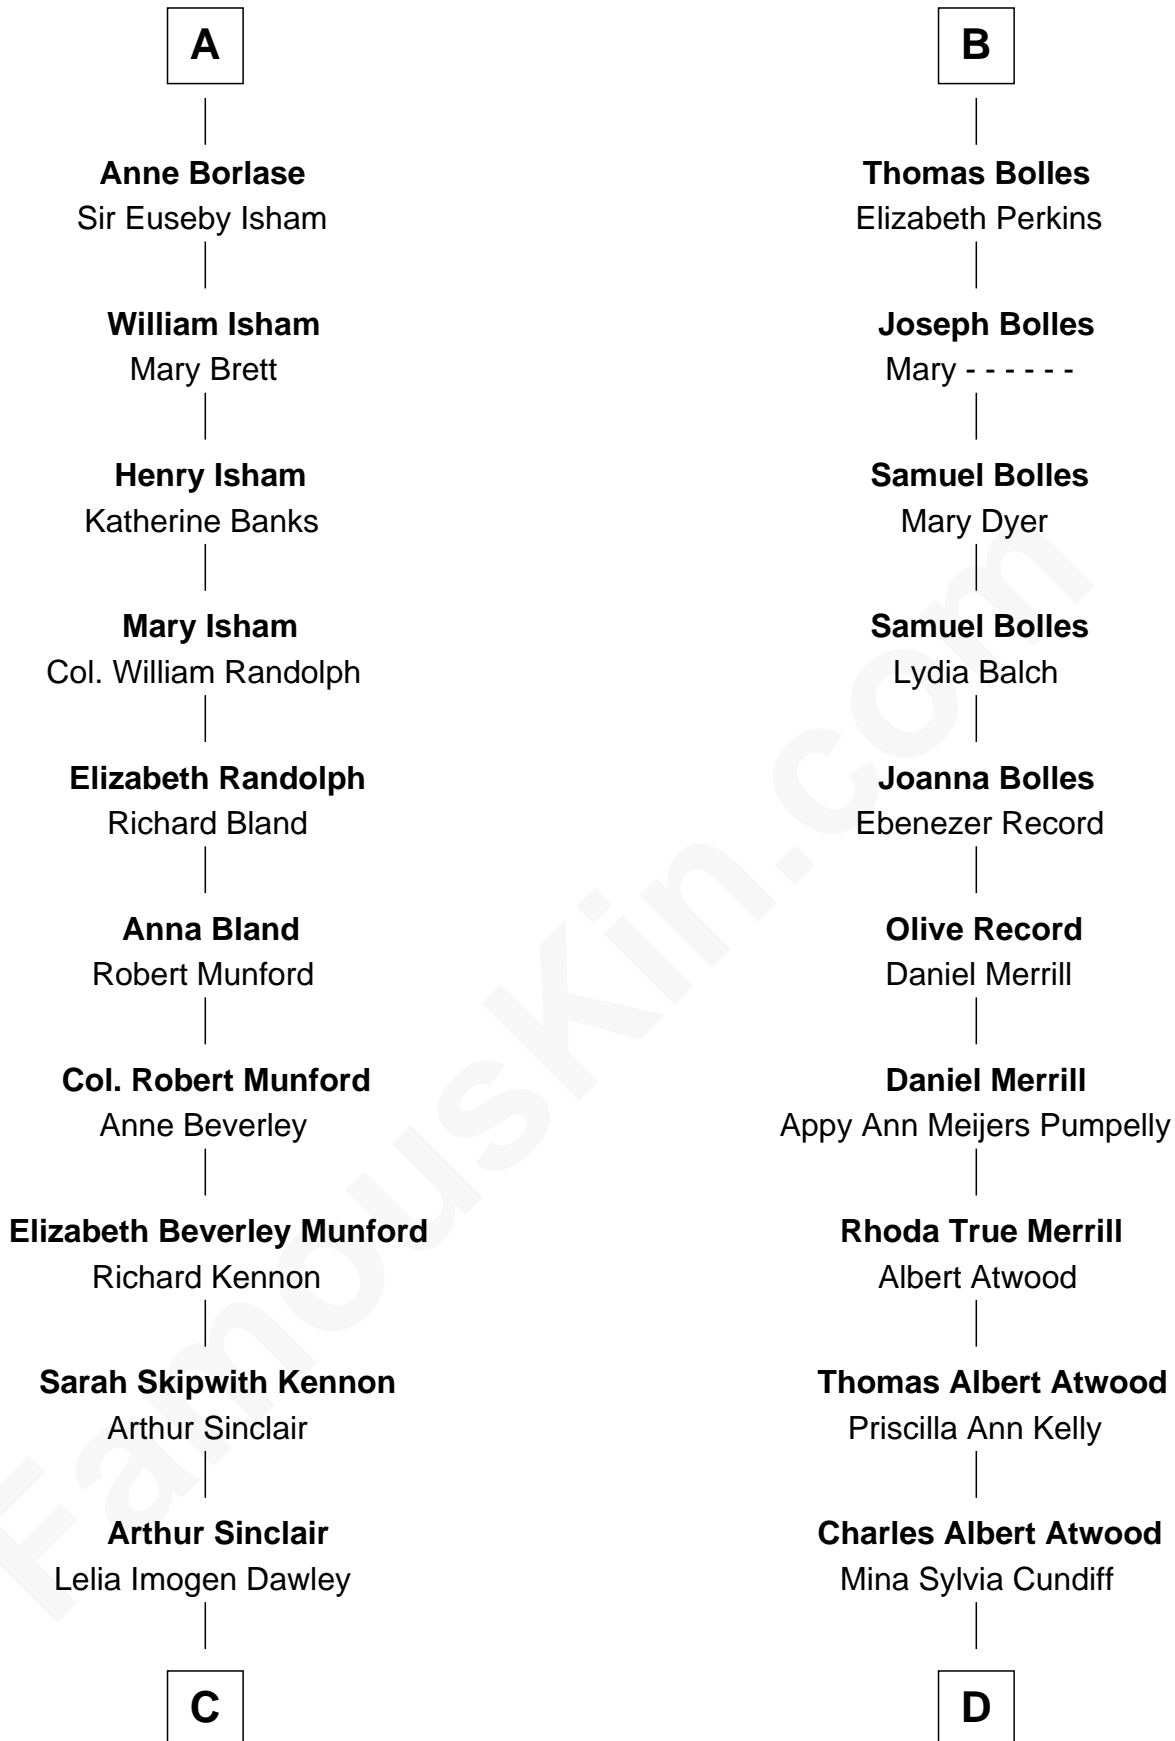 A
Anne Borlase
Sir Euseby Isham
William Isham
Mary Brett
Henry Isham
Katherine Banks
Mary Isham
Col. William Randolph
Elizabeth Randolph
Richard Bland
Anna Bland
Robert Munford
Col. Robert Munford
Anne Beverley
Elizabeth Beverley Munford
Richard Kennon
Sarah Skipwith Kennon
Arthur Sinclair
Arthur Sinclair
Lelia Imogen Dawley
C
B
Thomas Bolles
Elizabeth Perkins
Joseph Bolles
Mary - - - - - -
Samuel Bolles
Mary Dyer
Samuel Bolles
Lydia Balch
Joanna Bolles
Ebenezer Record
Olive Record
Daniel Merrill
Daniel Merrill
Appy Ann Meijers Pumpelly
Rhoda True Merrill
Albert Atwood
Thomas Albert Atwood
Priscilla Ann Kelly
Charles Albert Atwood
Mina Sylvia Cundiff
D
FamousKin.com